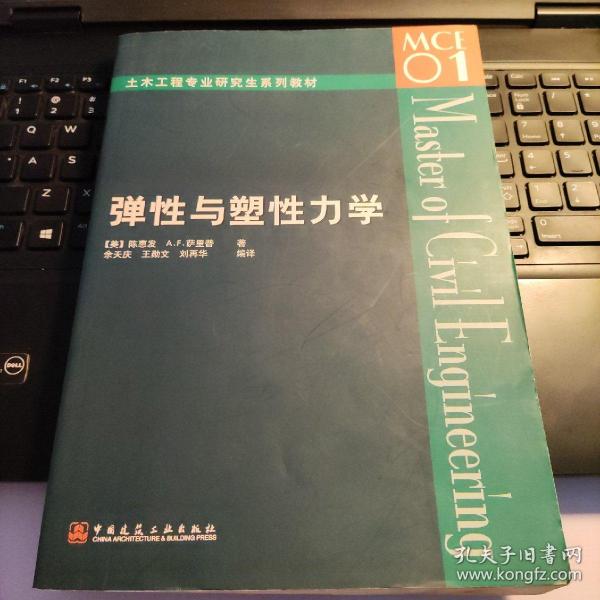 MCE
01
土木工程专业研究生系列教材
Master of Civil Engineering
弹性与塑性力学
【美】陈惠发 A.F.萨里普 著
余天庆 王勋文 刘再华 编译
中国建筑工业出版社
CHINA ARCHITECTURE & BUILDING PRESS
DELL
孔夫子旧书网
www.kongfz.com